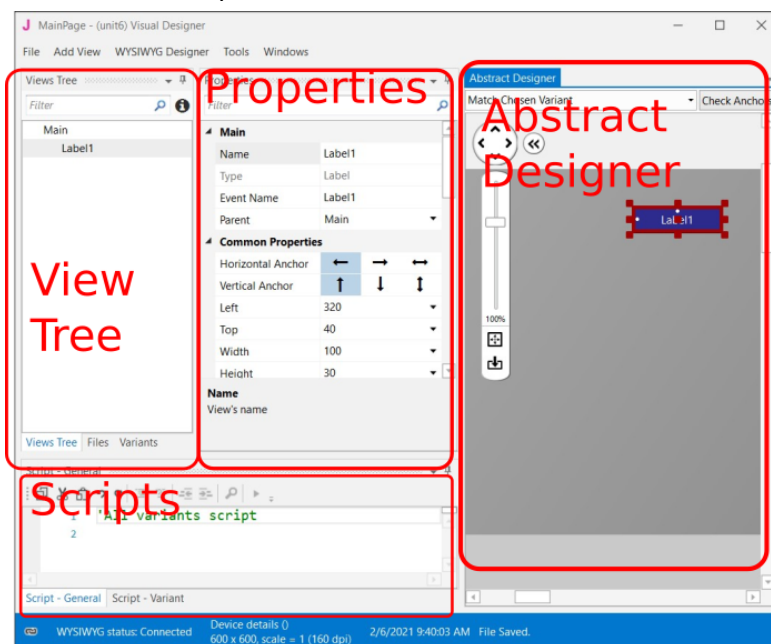 MainPage - (unit6) Visual Designer
File Add View WYSIWYG Designer Tools Windows
Views Tree
Filter
Main
Label1
View
Tree
Views Tree Files Variants
Properties
Filter
Main
Name Label1
Type Label
Event Name Label1
Parent Main
Common Properties
Horizontal Anchor
Vertical Anchor
Left 320
Top 40
Width 100
Height 30
Name
View's name
Abstract Designer
Match Chosen Variant Check Anchors
Abstract
Designer
Label1
100%
Script - General
Scripts
1 'All variants script
2
Script - General Script - Variant
WYSIWYG status: Connected Device details ()
600 x 600, scale = 1 (160 dpi) 2/6/2021 9:40:03 AM File Saved.